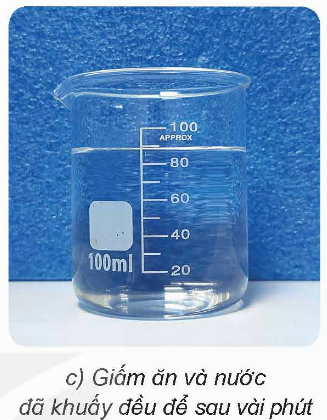 100
APPROX
80
60
40
100ml
20
c) Giấm ăn và nước
đã khuấy đều để sau vài phút